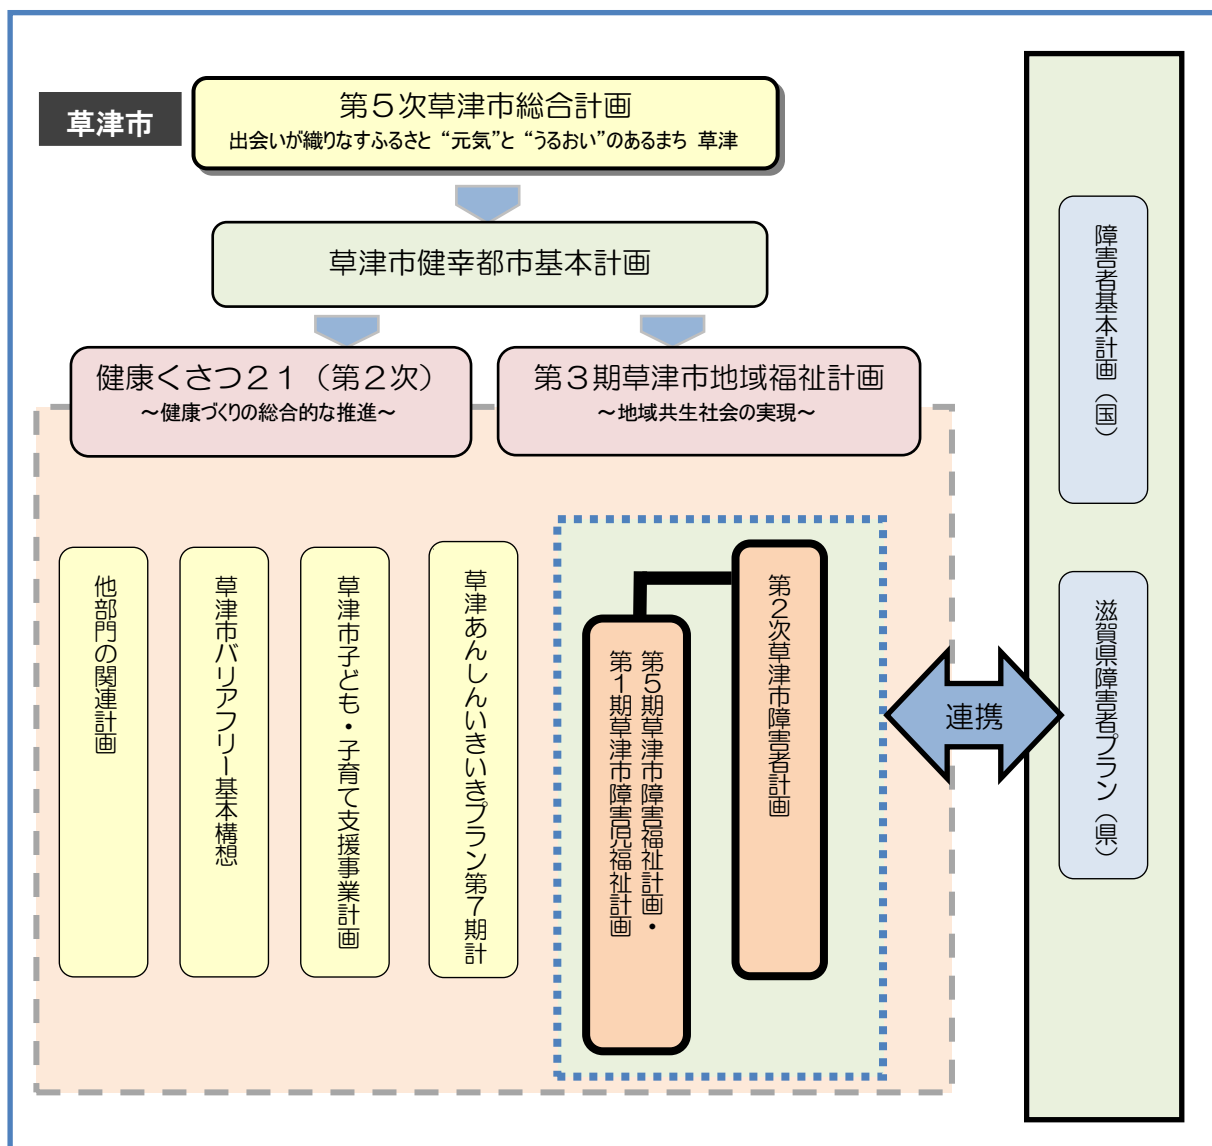 草津市
第５次草津市総合計画
出会いが織りなすふるさと “元気”と “うるおい”のあるまち 草津
草津市健幸都市基本計画
健康くさつ２１（第２次）
～健康づくりの総合的な推進～
第３期草津市地域福祉計画
～地域共生社会の実現～
他部門の関連計画
草津市バリアフリー基本構想
草津市子ども・子育て支援事業計画
草津あんしんいきいきプラン第７期計
第５期草津市障害福祉計画・
第１期草津市障害児福祉計画
第２次草津市障害者計画
連携
障害者基本計画（国）
滋賀県障害者プラン（県）